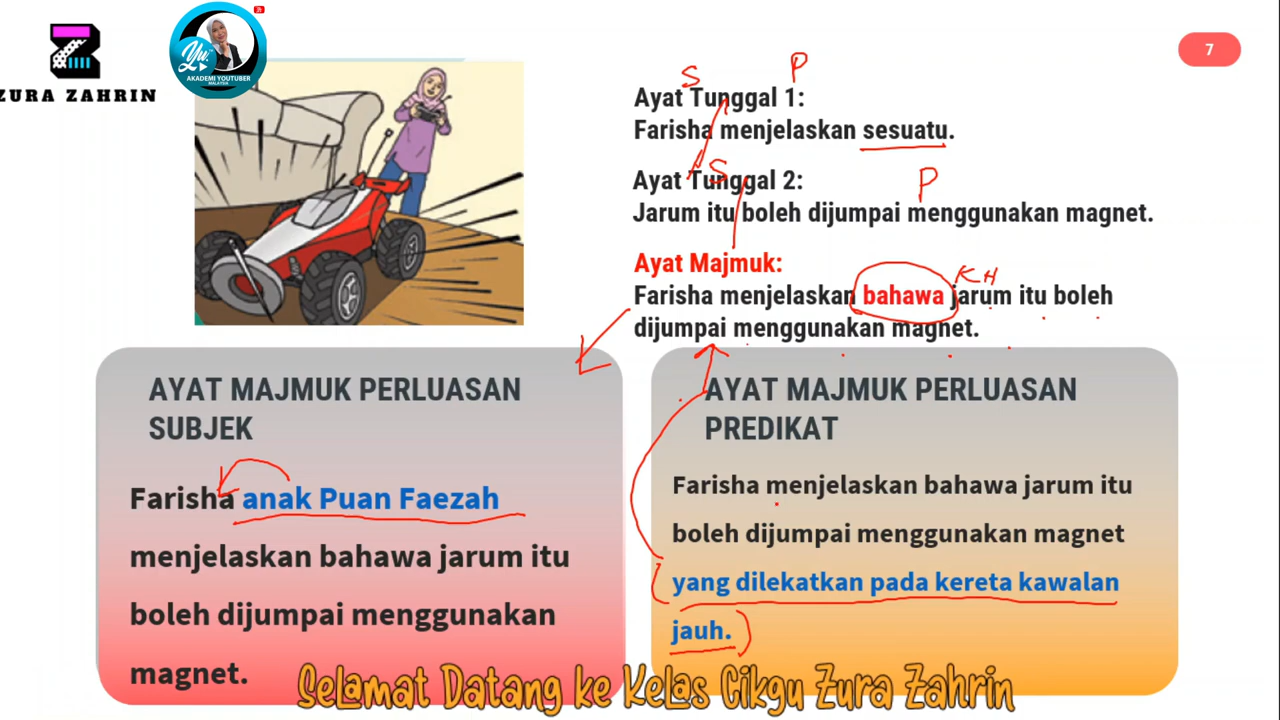 ZURA ZAHRIN
AKADEMI YOUTUBER
MALAYSIA
7
S P
Ayat Tunggal 1:
Farisha menjelaskan sesuatu.
S P
Ayat Tunggal 2:
Jarum itu boleh dijumpai menggunakan magnet.
Ayat Majmuk:
KH
Farisha menjelaskan bahawa jarum itu boleh
dijumpai menggunakan magnet.
AYAT MAJMUK PERLUASAN
SUBJEK
Farisha anak Puan Faezah
menjelaskan bahawa jarum itu
boleh dijumpai menggunakan
magnet.
AYAT MAJMUK PERLUASAN
PREDIKAT
Farisha menjelaskan bahawa jarum itu
boleh dijumpai menggunakan magnet
yang dilekatkan pada kereta kawalan
jauh.
Selamat Datang ke Kelas Cikgu Zura Zahrin